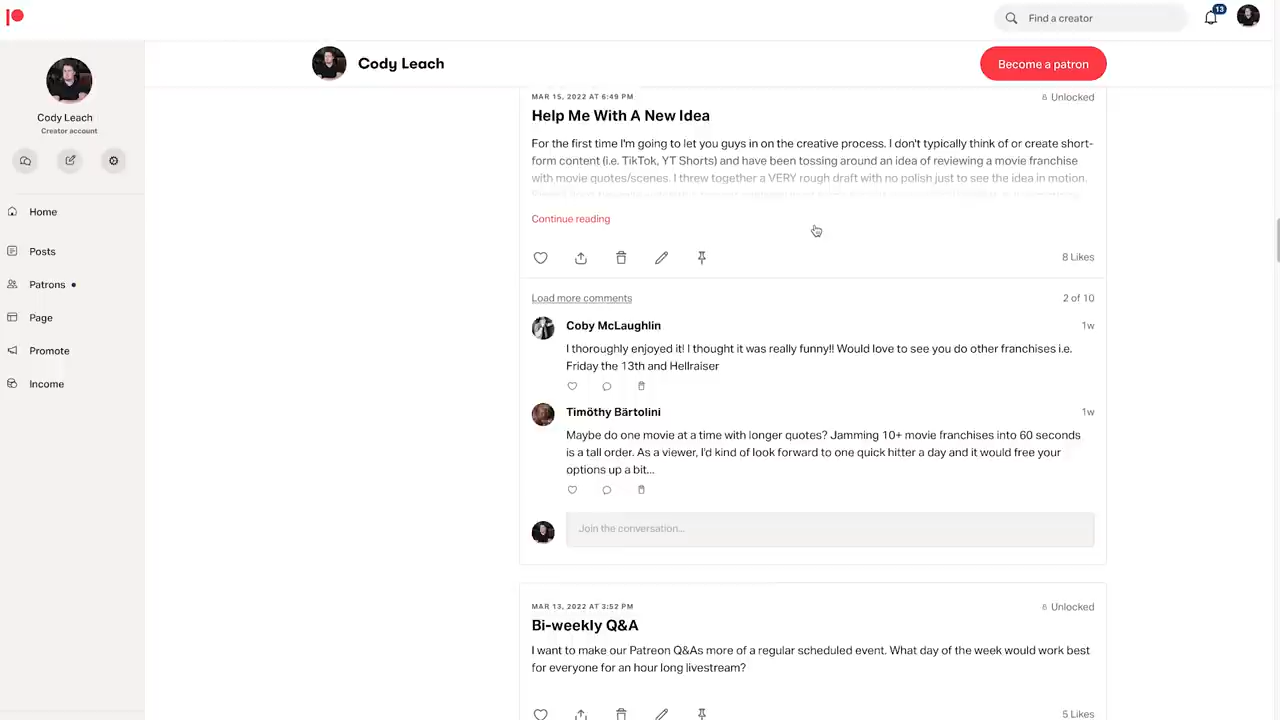 Find a creator
13
Cody Leach
Become a patron
Cody Leach
Creator account
Home
Posts
Patrons
Page
Promote
Income
MAR 15, 2022 AT 6:49 PM
Unlocked
Help Me With A New Idea
For the first time I'm going to let you guys in on the creative process. I don't typically think of or create short-
form content (i.e. TikTok, YT Shorts) and have been tossing around an idea of reviewing a movie franchise
with movie quotes/scenes. I threw together a VERY rough draft with no polish just to see the idea in motion.
Continue reading
8 Likes
Load more comments
2 of 10
Coby McLaughlin
1w
I thoroughly enjoyed it! I thought it was really funny!! Would love to see you do other franchises i.e.
Friday the 13th and Hellraiser
Timöthy Bärtolini
1w
Maybe do one movie at a time with longer quotes? Jamming 10+ movie franchises into 60 seconds
is a tall order. As a viewer, I'd kind of look forward to one quick hitter a day and it would free your
options up a bit...
Join the conversation...
MAR 13, 2022 AT 3:52 PM
Unlocked
Bi-weekly Q&A
I want to make our Patreon Q&As more of a regular scheduled event. What day of the week would work best
for everyone for an hour long livestream?
5 Likes